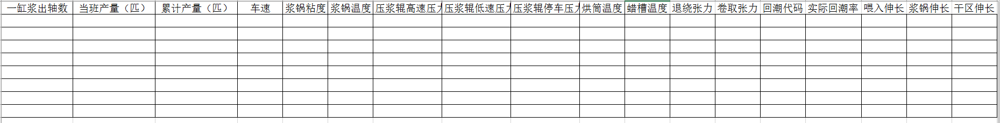 一缸浆出轴数 当班产量（匹） 累计产量（匹） 车速 浆锅粘度 浆锅温度 压浆辊高速压力 压浆辊低速压力 压浆辊停车压力 烘筒温度 蜡槽温度 退绕张力 卷取张力 回潮代码 实际回潮率 喂入伸长 浆锅伸长 干区伸长